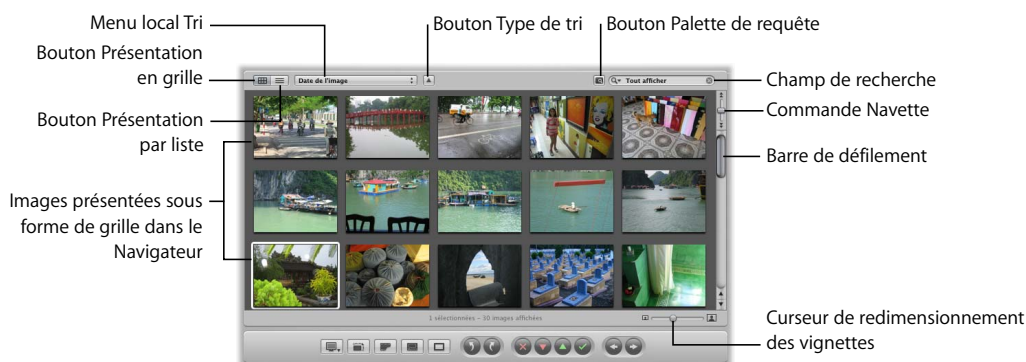 Menu local Tri
Bouton Type de tri
Bouton Palette de requête
Bouton Présentation
en grille
Date de l'image
Tout afficher
Champ de recherche
Commande Navette
Bouton Présentation
par liste
Barre de défilement
Images présentées sous
forme de grille dans le
Navigateur
1 sélectionnées – 30 images affichées
Curseur de redimensionnement
des vignettes